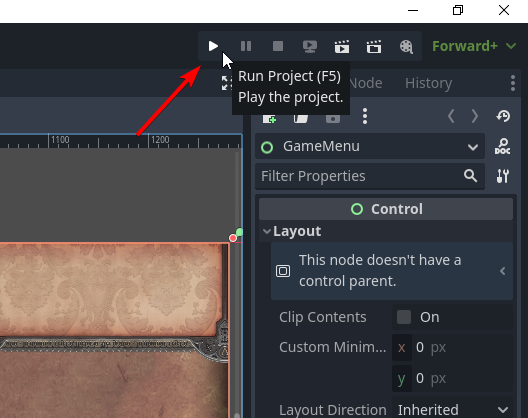 Forward+
Run Project (F5)
Play the project.
Node
History
1100
1200
DOC
GameMenu
Filter Properties
Control
Layout
This node doesn't have a
control parent.
Clip Contents
On
Custom Minim...
x 0 px
y 0 px
Layout Direction
Inherited